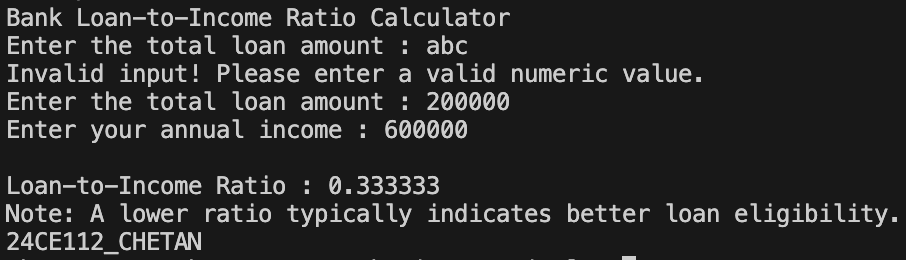 Bank Loan-to-Income Ratio Calculator
Enter the total loan amount : abc
Invalid input! Please enter a valid numeric value.
Enter the total loan amount : 200000
Enter your annual income : 600000
Loan-to-Income Ratio : 0.333333
Note: A lower ratio typically indicates better loan eligibility.
24CE112_CHETAN